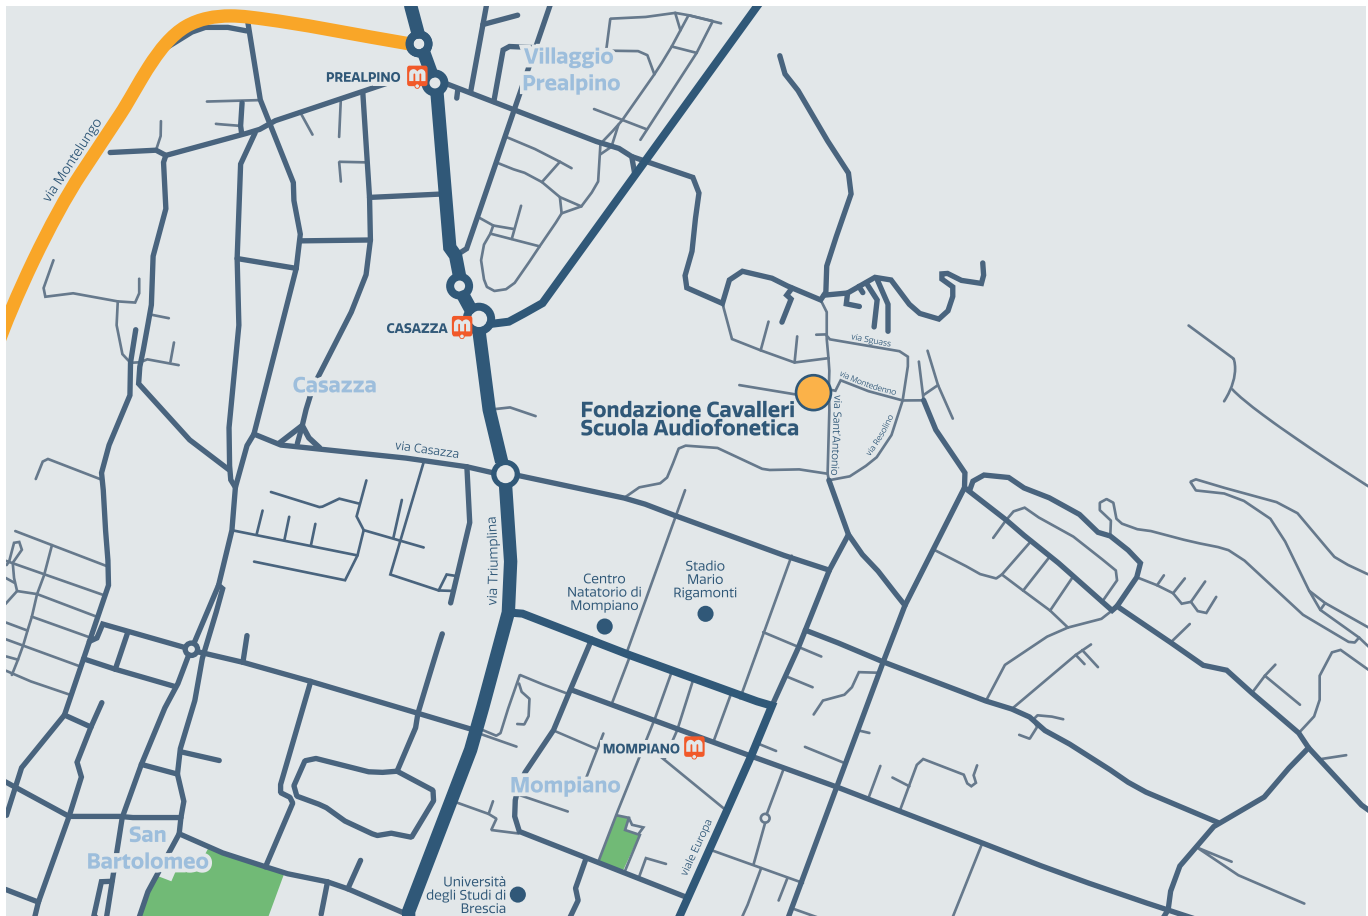 Villaggio
Prealpino
PREALPINO m
via Montelungo
CASAZZA m
via Sguass
Casazza
via Montedenno
Fondazione Cavalleri
Scuola Audiofonetica
via Sant'Antonio
via Resolino
via Casazza
via Triumplina
Centro
Natatorio di
Mompiano
Stadio
Mario
Rigamonti
MOMPIANO m
Mompiano
San
Bartolomeo
viale Europa
Università
degli Studi di
Brescia